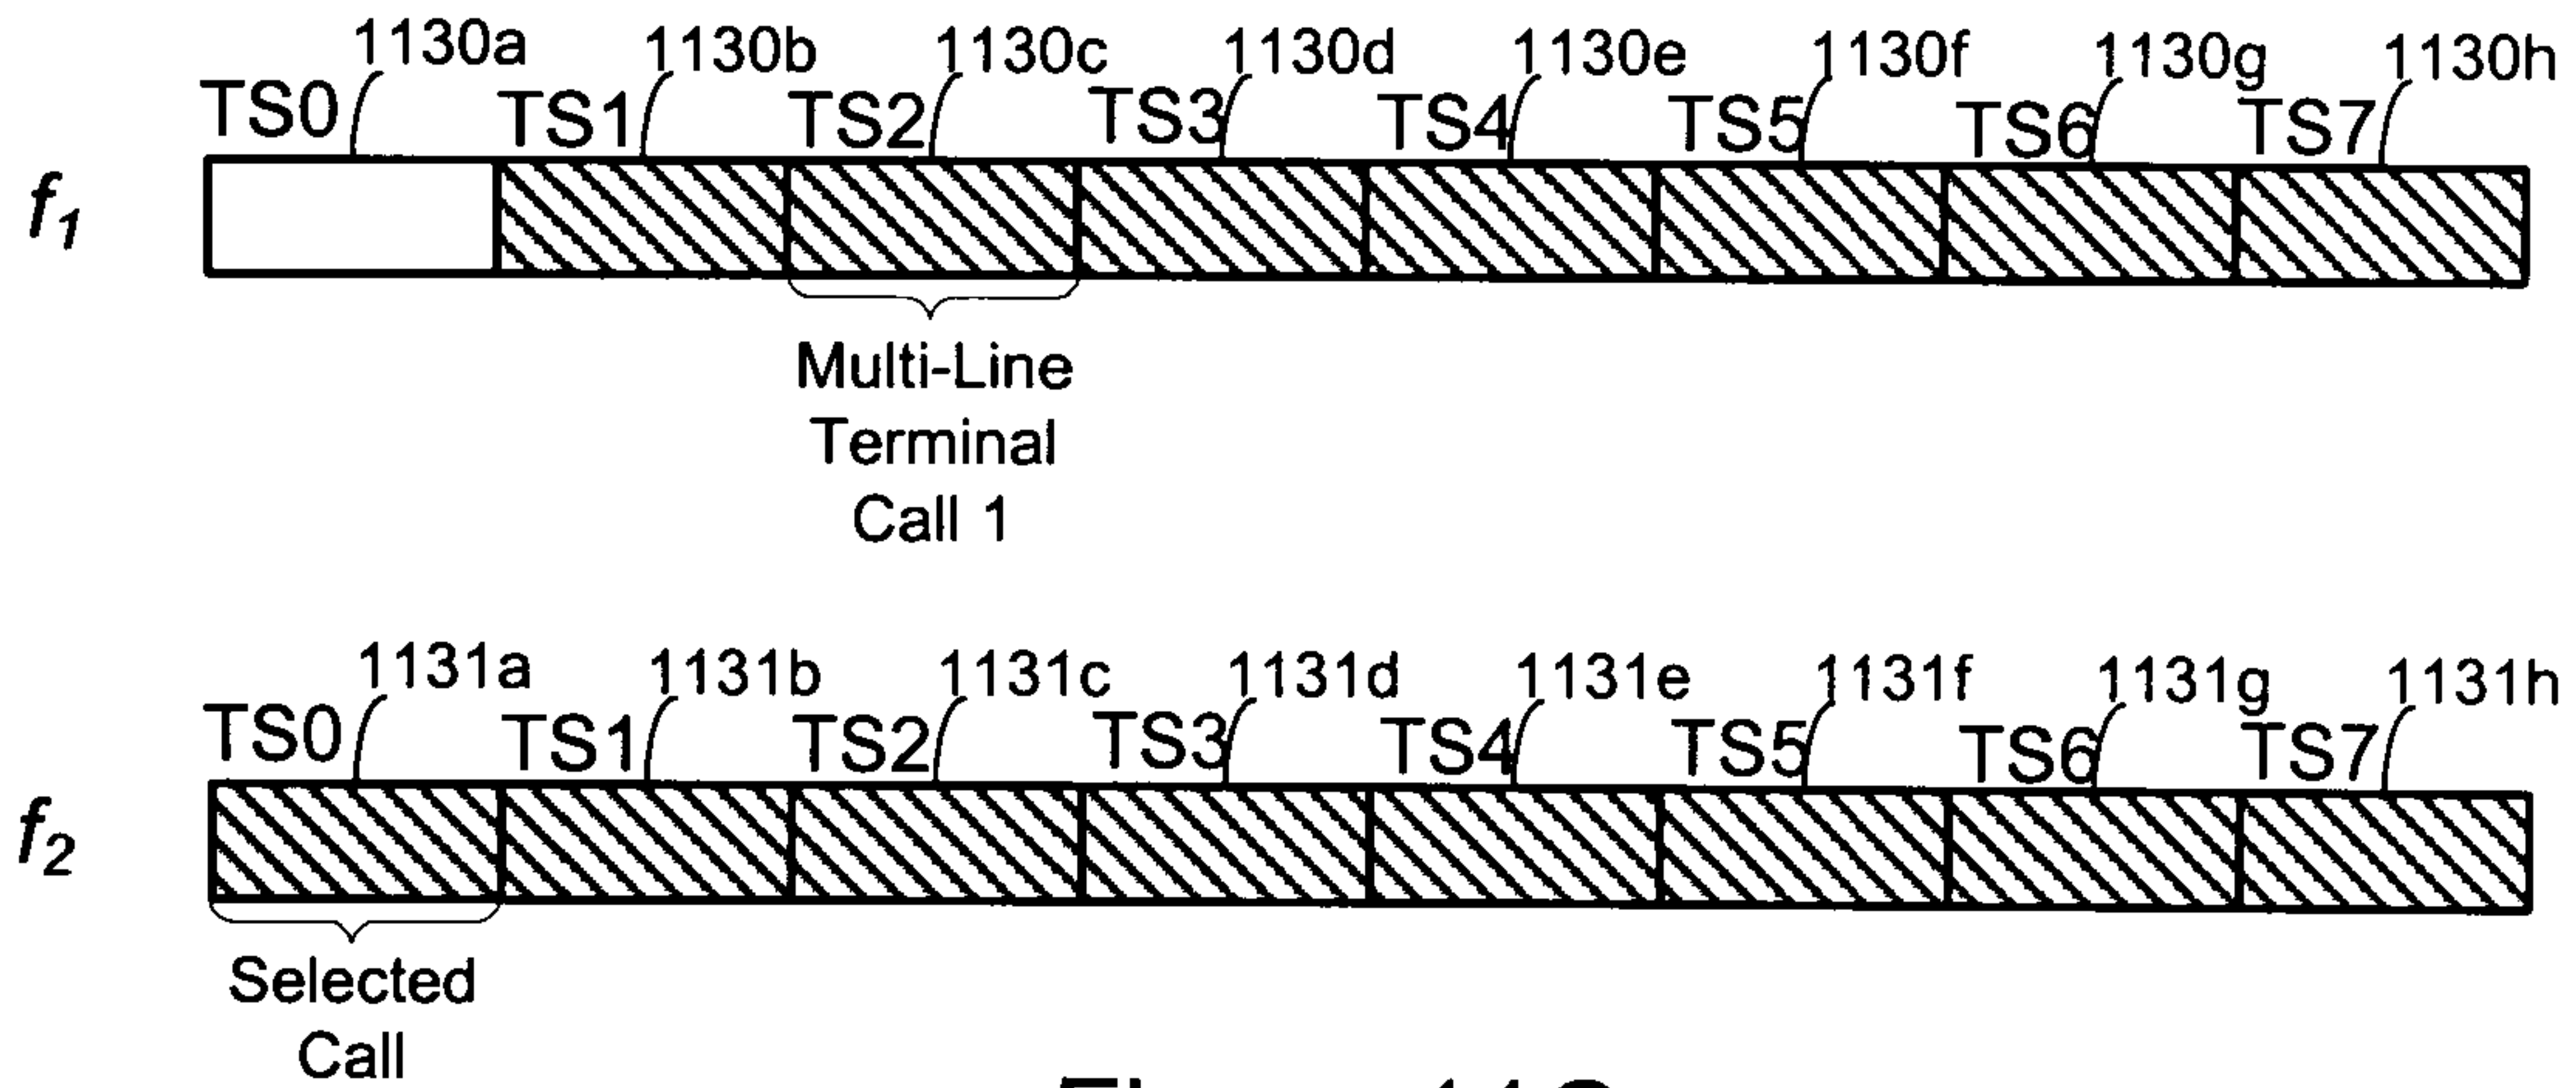 1130a 1130b 1130c 1130d 1130e 1130f 1130g 1130h
TS0 TS1 TS2 TS3 TS4 TS5 TS6 TS7
f1
Multi-Line
Terminal
Call 1
1131a 1131b 1131c 1131d 1131e 1131f 1131g 1131h
TS0 TS1 TS2 TS3 TS4 TS5 TS6 TS7
f2
Selected
Call